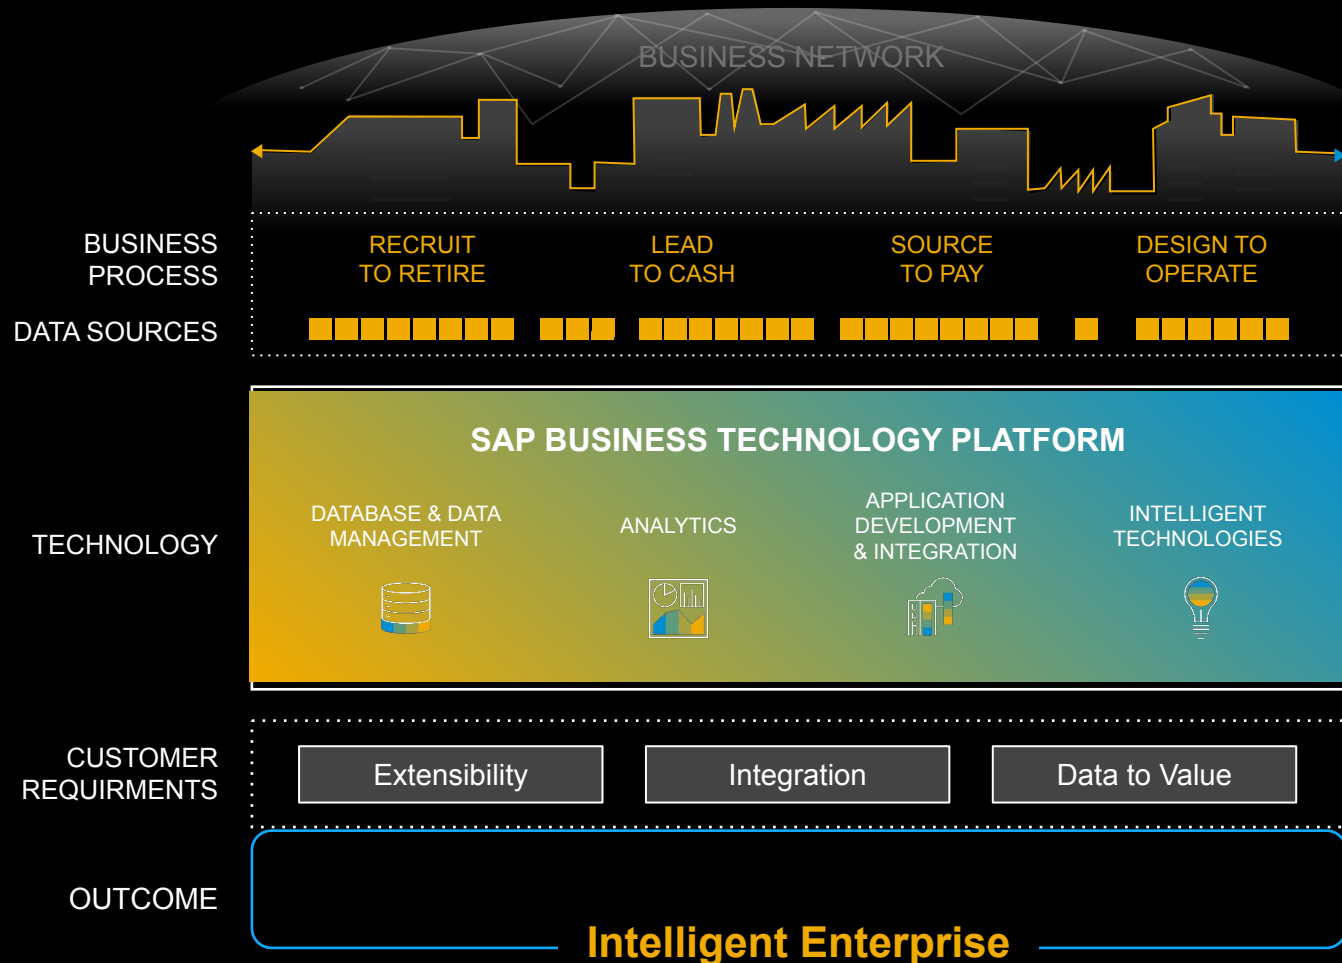 BUSINESS NETWORK
BUSINESS
PROCESS
RECRUIT
TO RETIRE
LEAD
TO CASH
SOURCE
TO PAY
DESIGN TO
OPERATE
DATA SOURCES
SAP BUSINESS TECHNOLOGY PLATFORM
TECHNOLOGY
DATABASE & DATA
MANAGEMENT
ANALYTICS
APPLICATION
DEVELOPMENT
& INTEGRATION
INTELLIGENT
TECHNOLOGIES
CUSTOMER
REQUIRMENTS
Extensibility
Integration
Data to Value
OUTCOME
Intelligent Enterprise